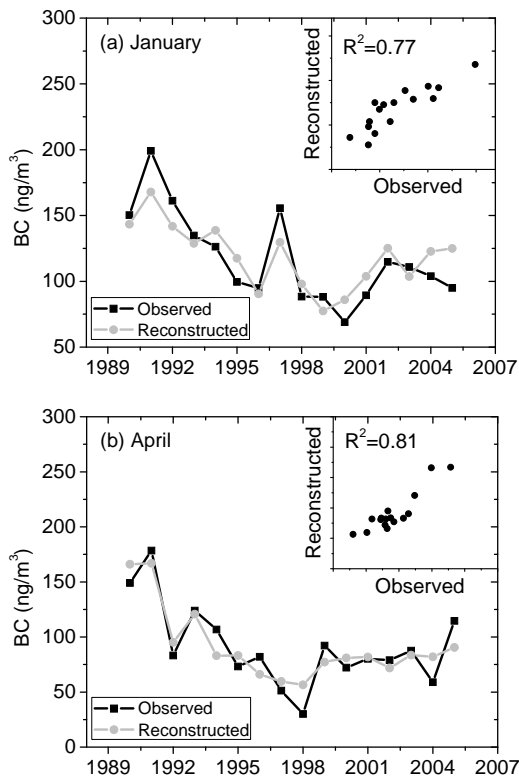 300
250
200
150
100
50
BC (ng/m³)
(a) January
R²=0.77
Reconstructed
Observed
Observed
Reconstructed
1989 1992 1995 1998 2001 2004 2007
300
250
200
150
100
50
0
BC (ng/m³)
(b) April
R²=0.81
Reconstructed
Observed
Observed
Reconstructed
1989 1992 1995 1998 2001 2004 2007